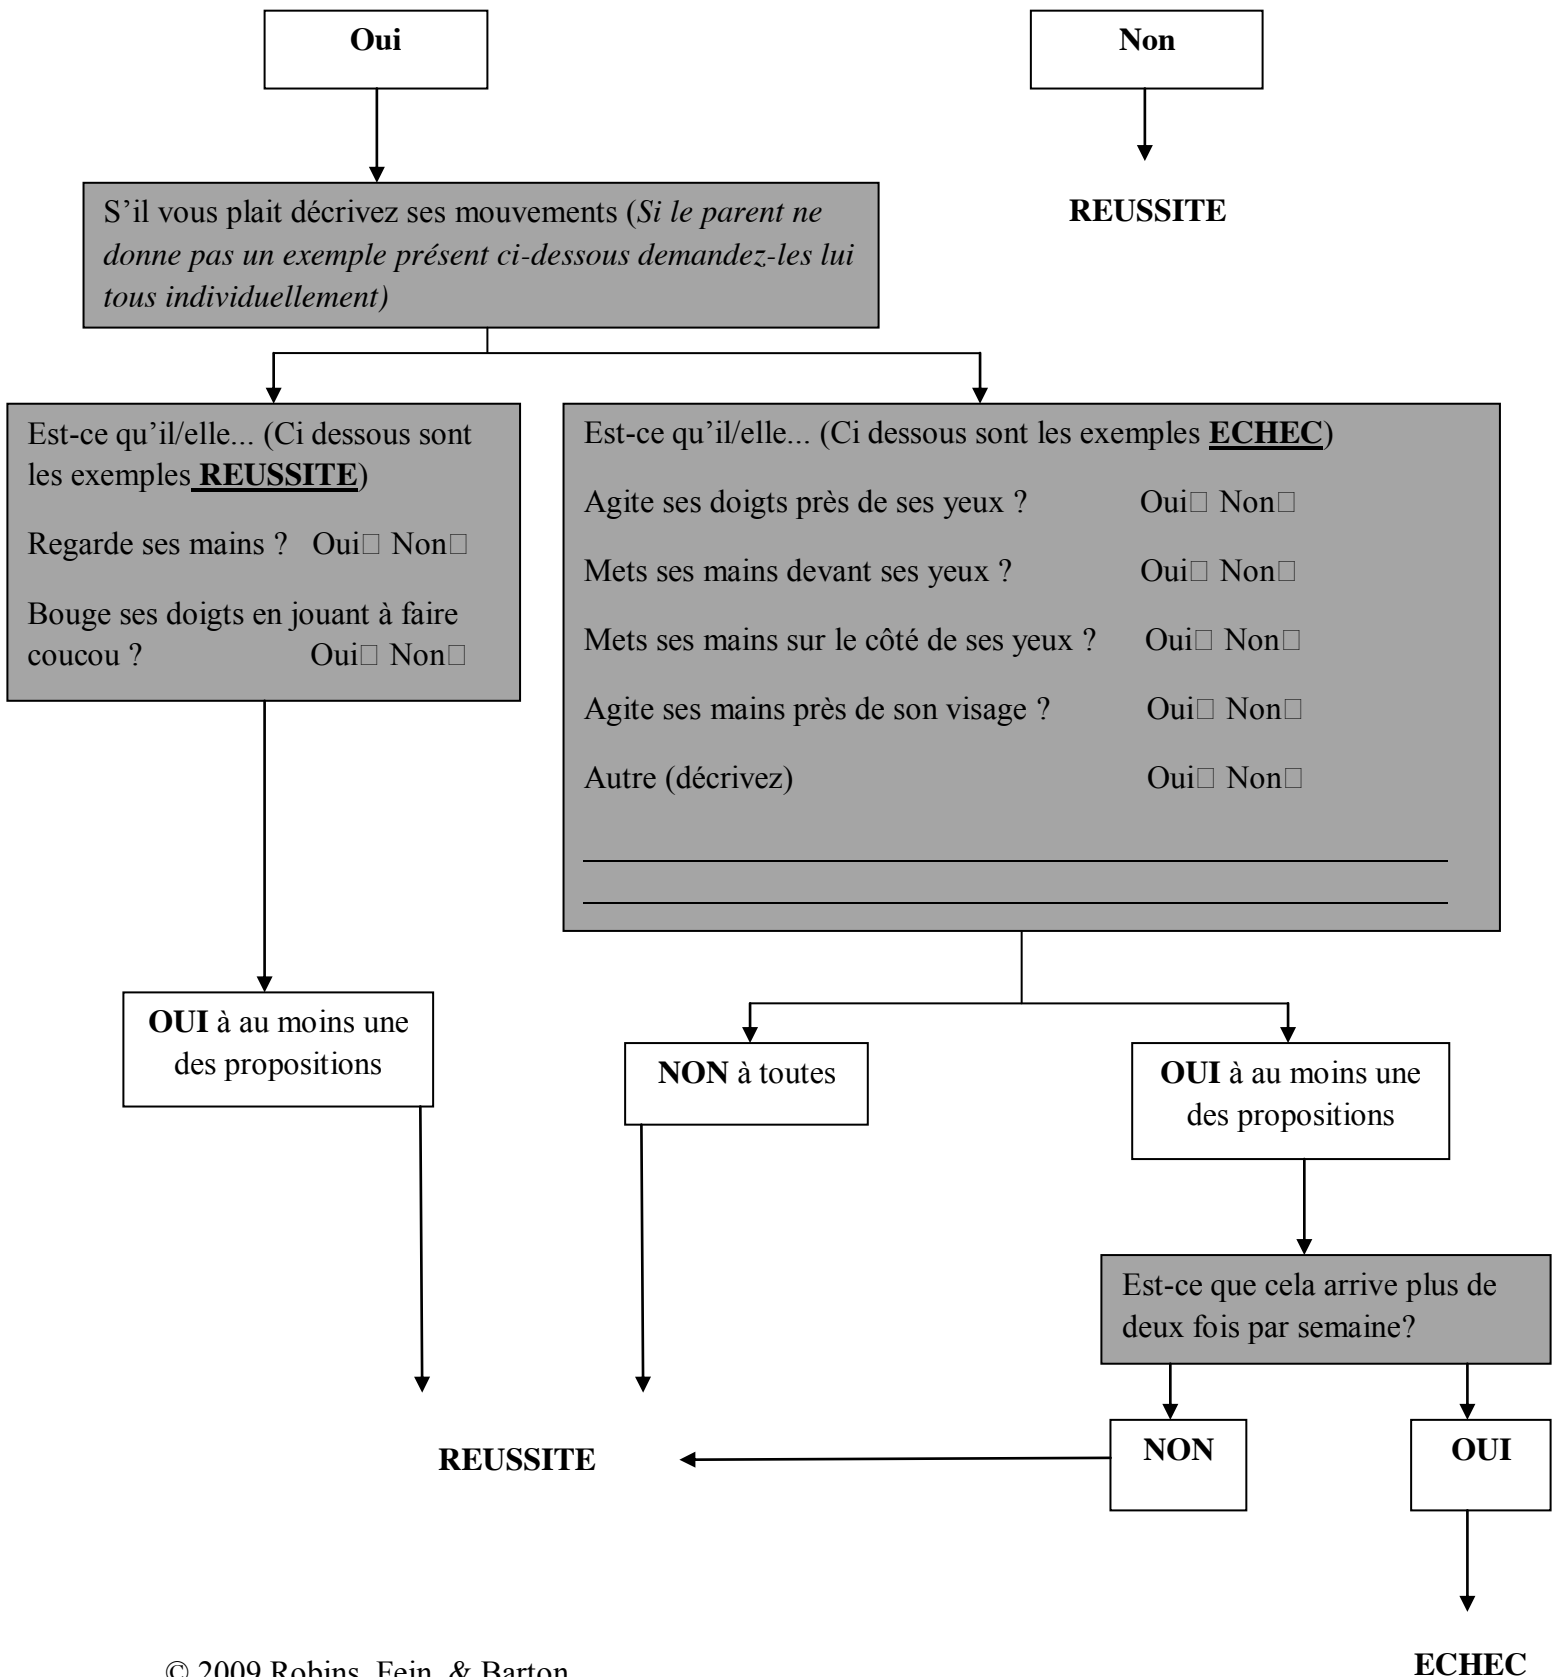 Oui
Non
REUSSITE
S’il vous plait décrivez ses mouvements (Si le parent ne
donne pas un exemple présent ci-dessous demandez-les lui
tous individuellement)
Est-ce qu’il/elle... (Ci dessous sont
les exemples REUSSITE)
Regarde ses mains ? Oui□ Non□
Bouge ses doigts en jouant à faire
coucou ? Oui□ Non□
Est-ce qu’il/elle... (Ci dessous sont les exemples ECHEC)
Agite ses doigts près de ses yeux ? Oui□ Non□
Mets ses mains devant ses yeux ? Oui□ Non□
Mets ses mains sur le côté de ses yeux ? Oui□ Non□
Agite ses mains près de son visage ? Oui□ Non□
Autre (décrivez) Oui□ Non□
OUI à au moins une
des propositions
NON à toutes
OUI à au moins une
des propositions
Est-ce que cela arrive plus de
deux fois par semaine?
REUSSITE
NON
OUI
ECHEC
© 2009 Robins, Fein, & Barton